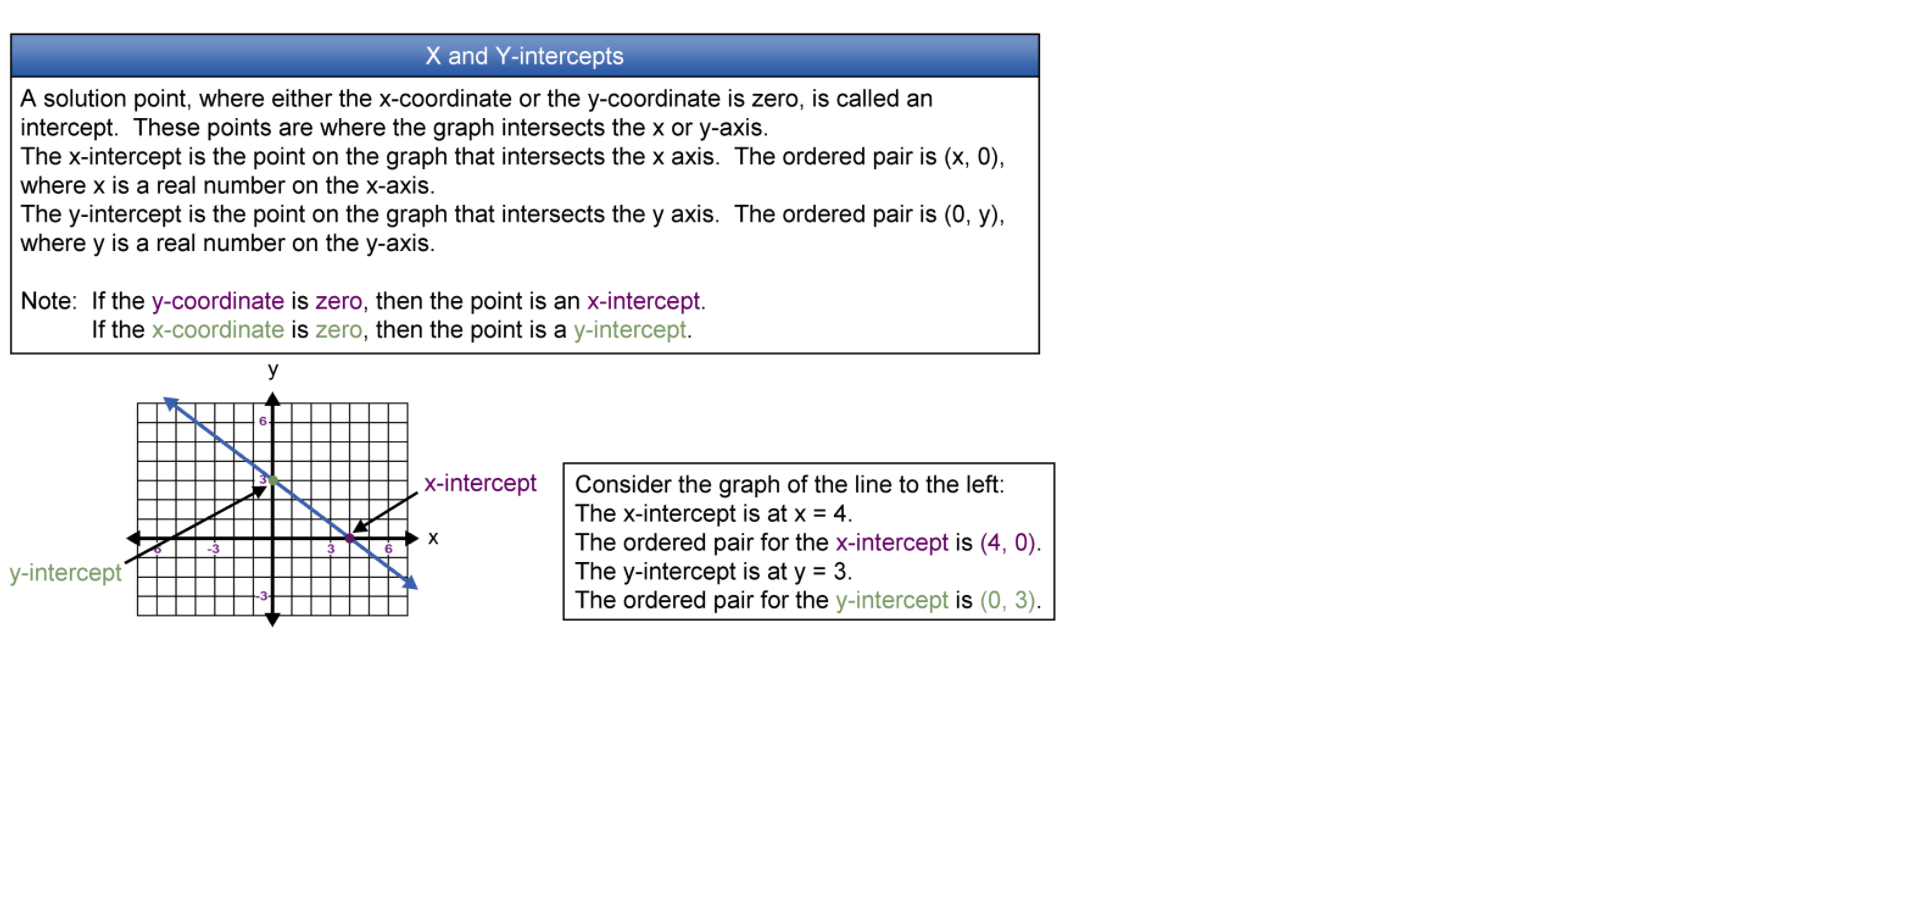 X and Y-intercepts
A solution point, where either the x-coordinate or the y-coordinate is zero, is called an
intercept. These points are where the graph intersects the x or y-axis.
The x-intercept is the point on the graph that intersects the x axis. The ordered pair is (x, 0),
where x is a real number on the x-axis.
The y-intercept is the point on the graph that intersects the y axis. The ordered pair is (0, y),
where y is a real number on the y-axis.
Note: If the y-coordinate is zero, then the point is an x-intercept.
If the x-coordinate is zero, then the point is a y-intercept.
y
6
3
x-intercept
x
6
-3
3
6
y-intercept
-3
Consider the graph of the line to the left:
The x-intercept is at x = 4.
The ordered pair for the x-intercept is (4, 0).
The y-intercept is at y = 3.
The ordered pair for the y-intercept is (0, 3).